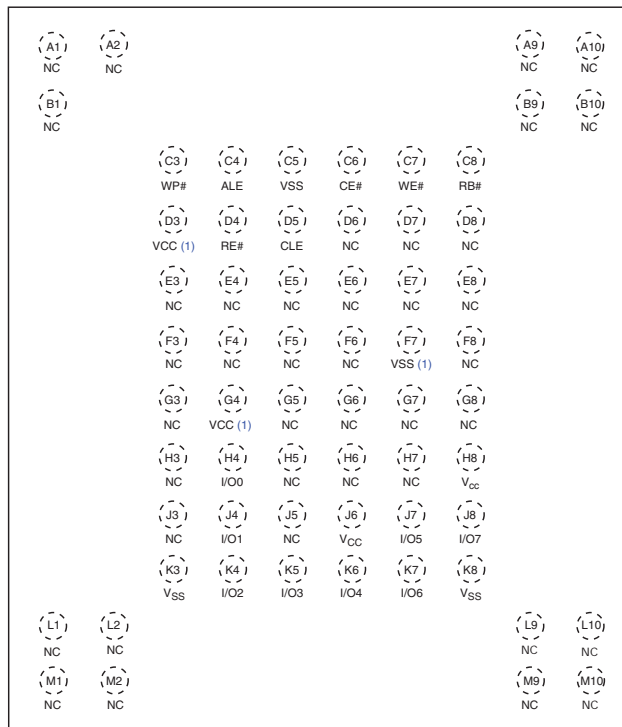 A1 A2 A9 A10
NC NC NC NC
B1 B9 B10
NC NC NC
C3 C4 C5 C6 C7 C8
WP# ALE VSS CE# WE# RB#
D3 D4 D5 D6 D7 D8
VCC (1) RE# CLE NC NC NC
E3 E4 E5 E6 E7 E8
NC NC NC NC NC NC
F3 F4 F5 F6 F7 F8
NC NC NC NC VSS (1) NC
G3 G4 G5 G6 G7 G8
NC VCC (1) NC NC NC NC
H3 H4 H5 H6 H7 H8
NC I/O0 NC NC NC Vcc
J3 J4 J5 J6 J7 J8
NC I/O1 NC VCC I/O5 I/O7
K3 K4 K5 K6 K7 K8
VSS I/O2 I/O3 I/O4 I/O6 VSS
L1 L2 L9 L10
NC NC NC NC
M1 M2 M9 M10
NC NC NC NC